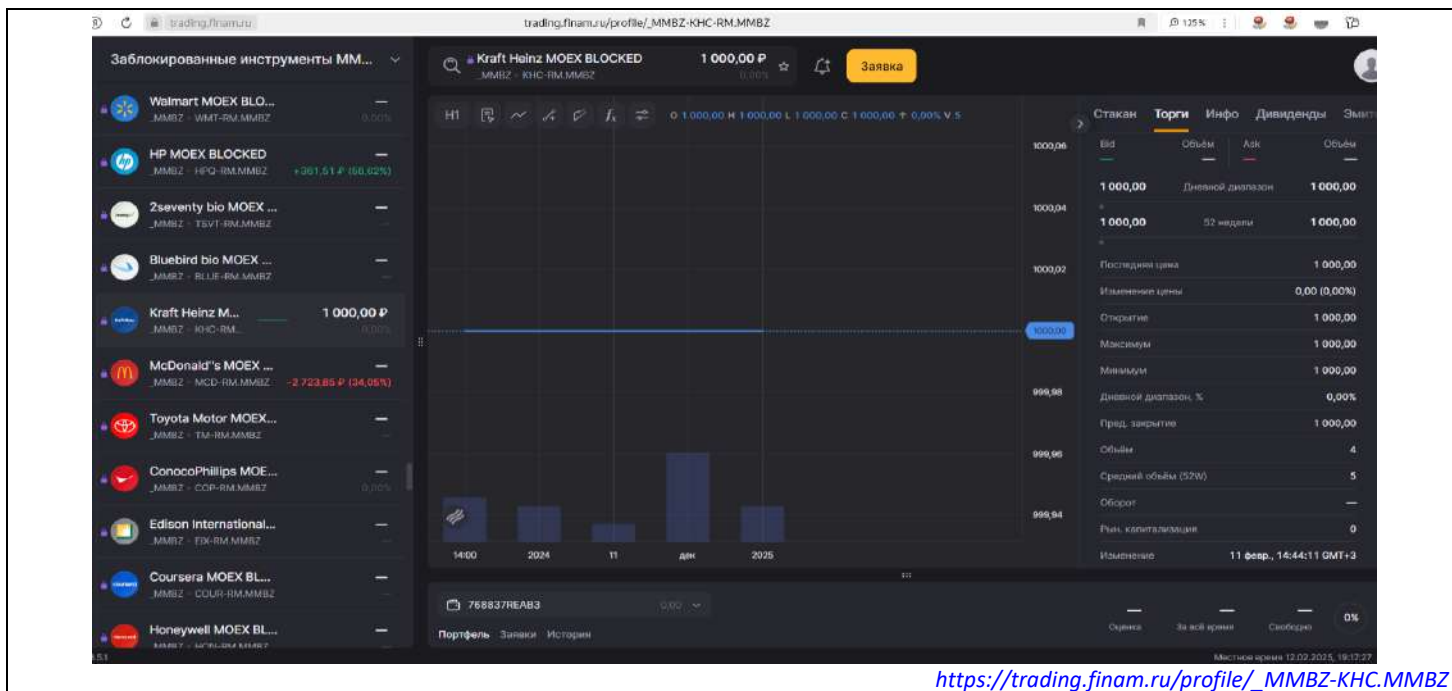 trading.finam.ru
trading.finam.ru/profile/_MMBZ-KHC-RM.MMBZ
125 %
Заблокированные инструменты MM...
Kraft Heinz MOEX BLOCKED
_MMBZ - KHC-RM.MMBZ
1 000,00 ₽
0,00%
Заявка
Walmart MOEX BLO...
_MMBZ - WMT-RM.MMBZ
—
0,00%
HP MOEX BLOCKED
_MMBZ - HPQ-RM.MMBZ
—
2seventy bio MOEX ...
_MMBZ - TSVT-RM.MMBZ
—
Bluebird bio MOEX ...
_MMBZ - BLUE-RM.MMBZ
—
Kraft Heinz M...
_MMBZ - KHC-RM...
1 000,00 ₽
0,00%
McDonald"s MOEX ...
_MMBZ - MCD-RM.MMBZ
—
-2 723,85 ₽ (34,05%)
Toyota Motor MOEX...
_MMBZ - TM-RM.MMBZ
—
ConocoPhillips MOE...
_MMBZ - COP-RM.MMBZ
—
0,00%
Edison International...
_MMBZ - EIX-RM.MMBZ
—
Coursera MOEX BL...
_MMBZ - COUR-RM.MMBZ
—
Honeywell MOEX BL...
_MMBZ - HON-RM.MMBZ
—
H1
O 1 000,00 H 1 000,00 L 1 000,00 C 1 000,00 0,00% V 5
1000,06
1000,04
1000,02
1000,00
999,98
999,96
999,94
14:00 2024 11 дек 2025
Стакан Торги Инфо Дивиденды Эмит
Bid Объём Ask Объём
— — — —
1 000,00 Дневной диапазон 1 000,00
1 000,00 52 недели 1 000,00
Последняя цена 1 000,00
Изменение цены 0,00 (0,00%)
Открытие 1 000,00
Максимум 1 000,00
Минимум 1 000,00
Дневной диапазон, % 0,00%
Пред. закрытие 1 000,00
Объём 4
Средний объём (52W) 5
Оборот —
Рын. капитализация 0
Изменение 11 февр., 14:44:11 GMT+3
768837REAB3 0,00
Портфель Заявки История
— — —
Оценка За всё время Свободно
0%
Местное время 12.02.2025, 19:17:27
https://trading.finam.ru/profile/_MMBZ-KHC.MMBZ